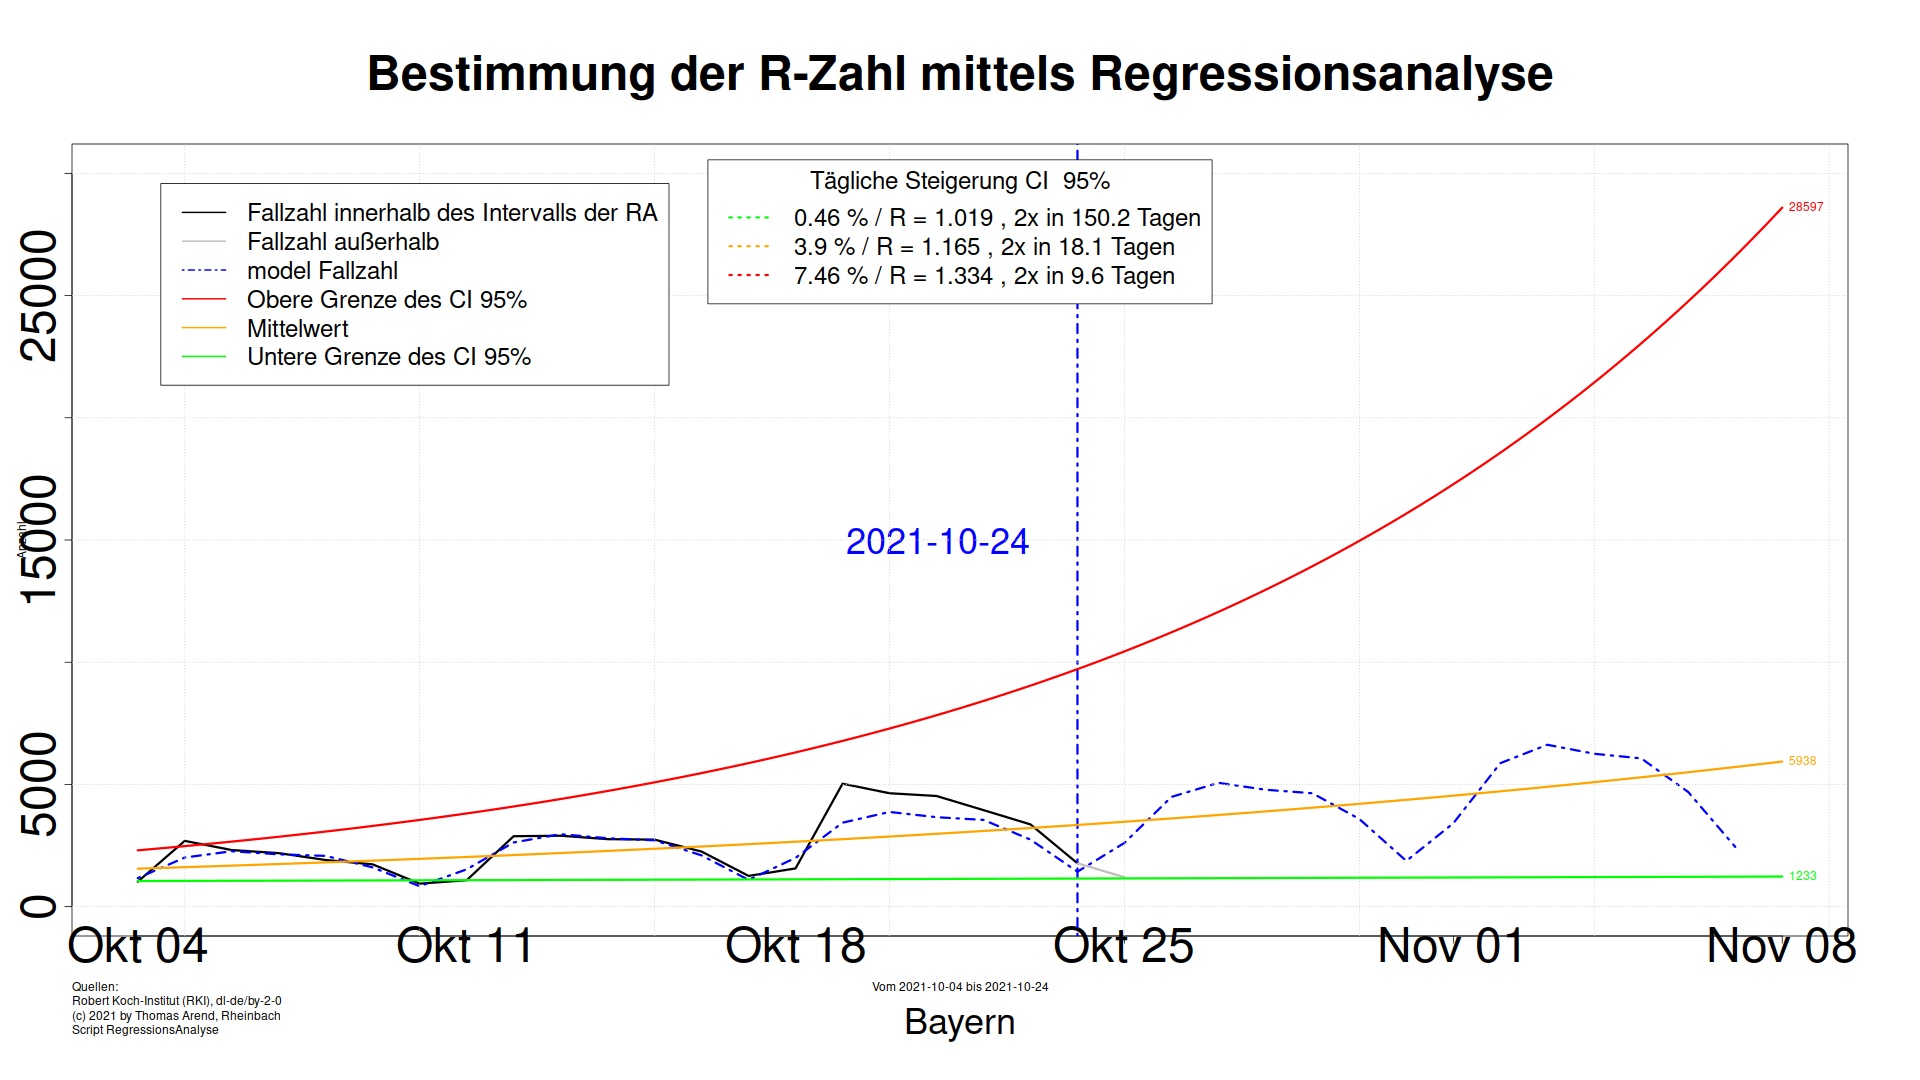 Bestimmung der R-Zahl mittels Regressionsanalyse
Fallzahl innerhalb des Intervalls der RA
Fallzahl außerhalb
model Fallzahl
Obere Grenze des CI 95%
Mittelwert
Untere Grenze des CI 95%
Tägliche Steigerung CI  95%
0.46 % / R = 1.019 , 2x in 150.2 Tagen
3.9 % / R = 1.165 , 2x in 18.1 Tagen
7.46 % / R = 1.334 , 2x in 9.6 Tagen
28597
25000
2021-10-24
15000
Anzahl
5000
5938
1233
0
Okt 04
Okt 11
Okt 18
Okt 25
Nov 01
Nov 08
Quellen:
Robert Koch-Institut (RKI), dl-de/by-2-0
(c) 2021 by Thomas Arend, Rheinbach
Script RegressionsAnalyse
Vom 2021-10-04 bis 2021-10-24
Bayern